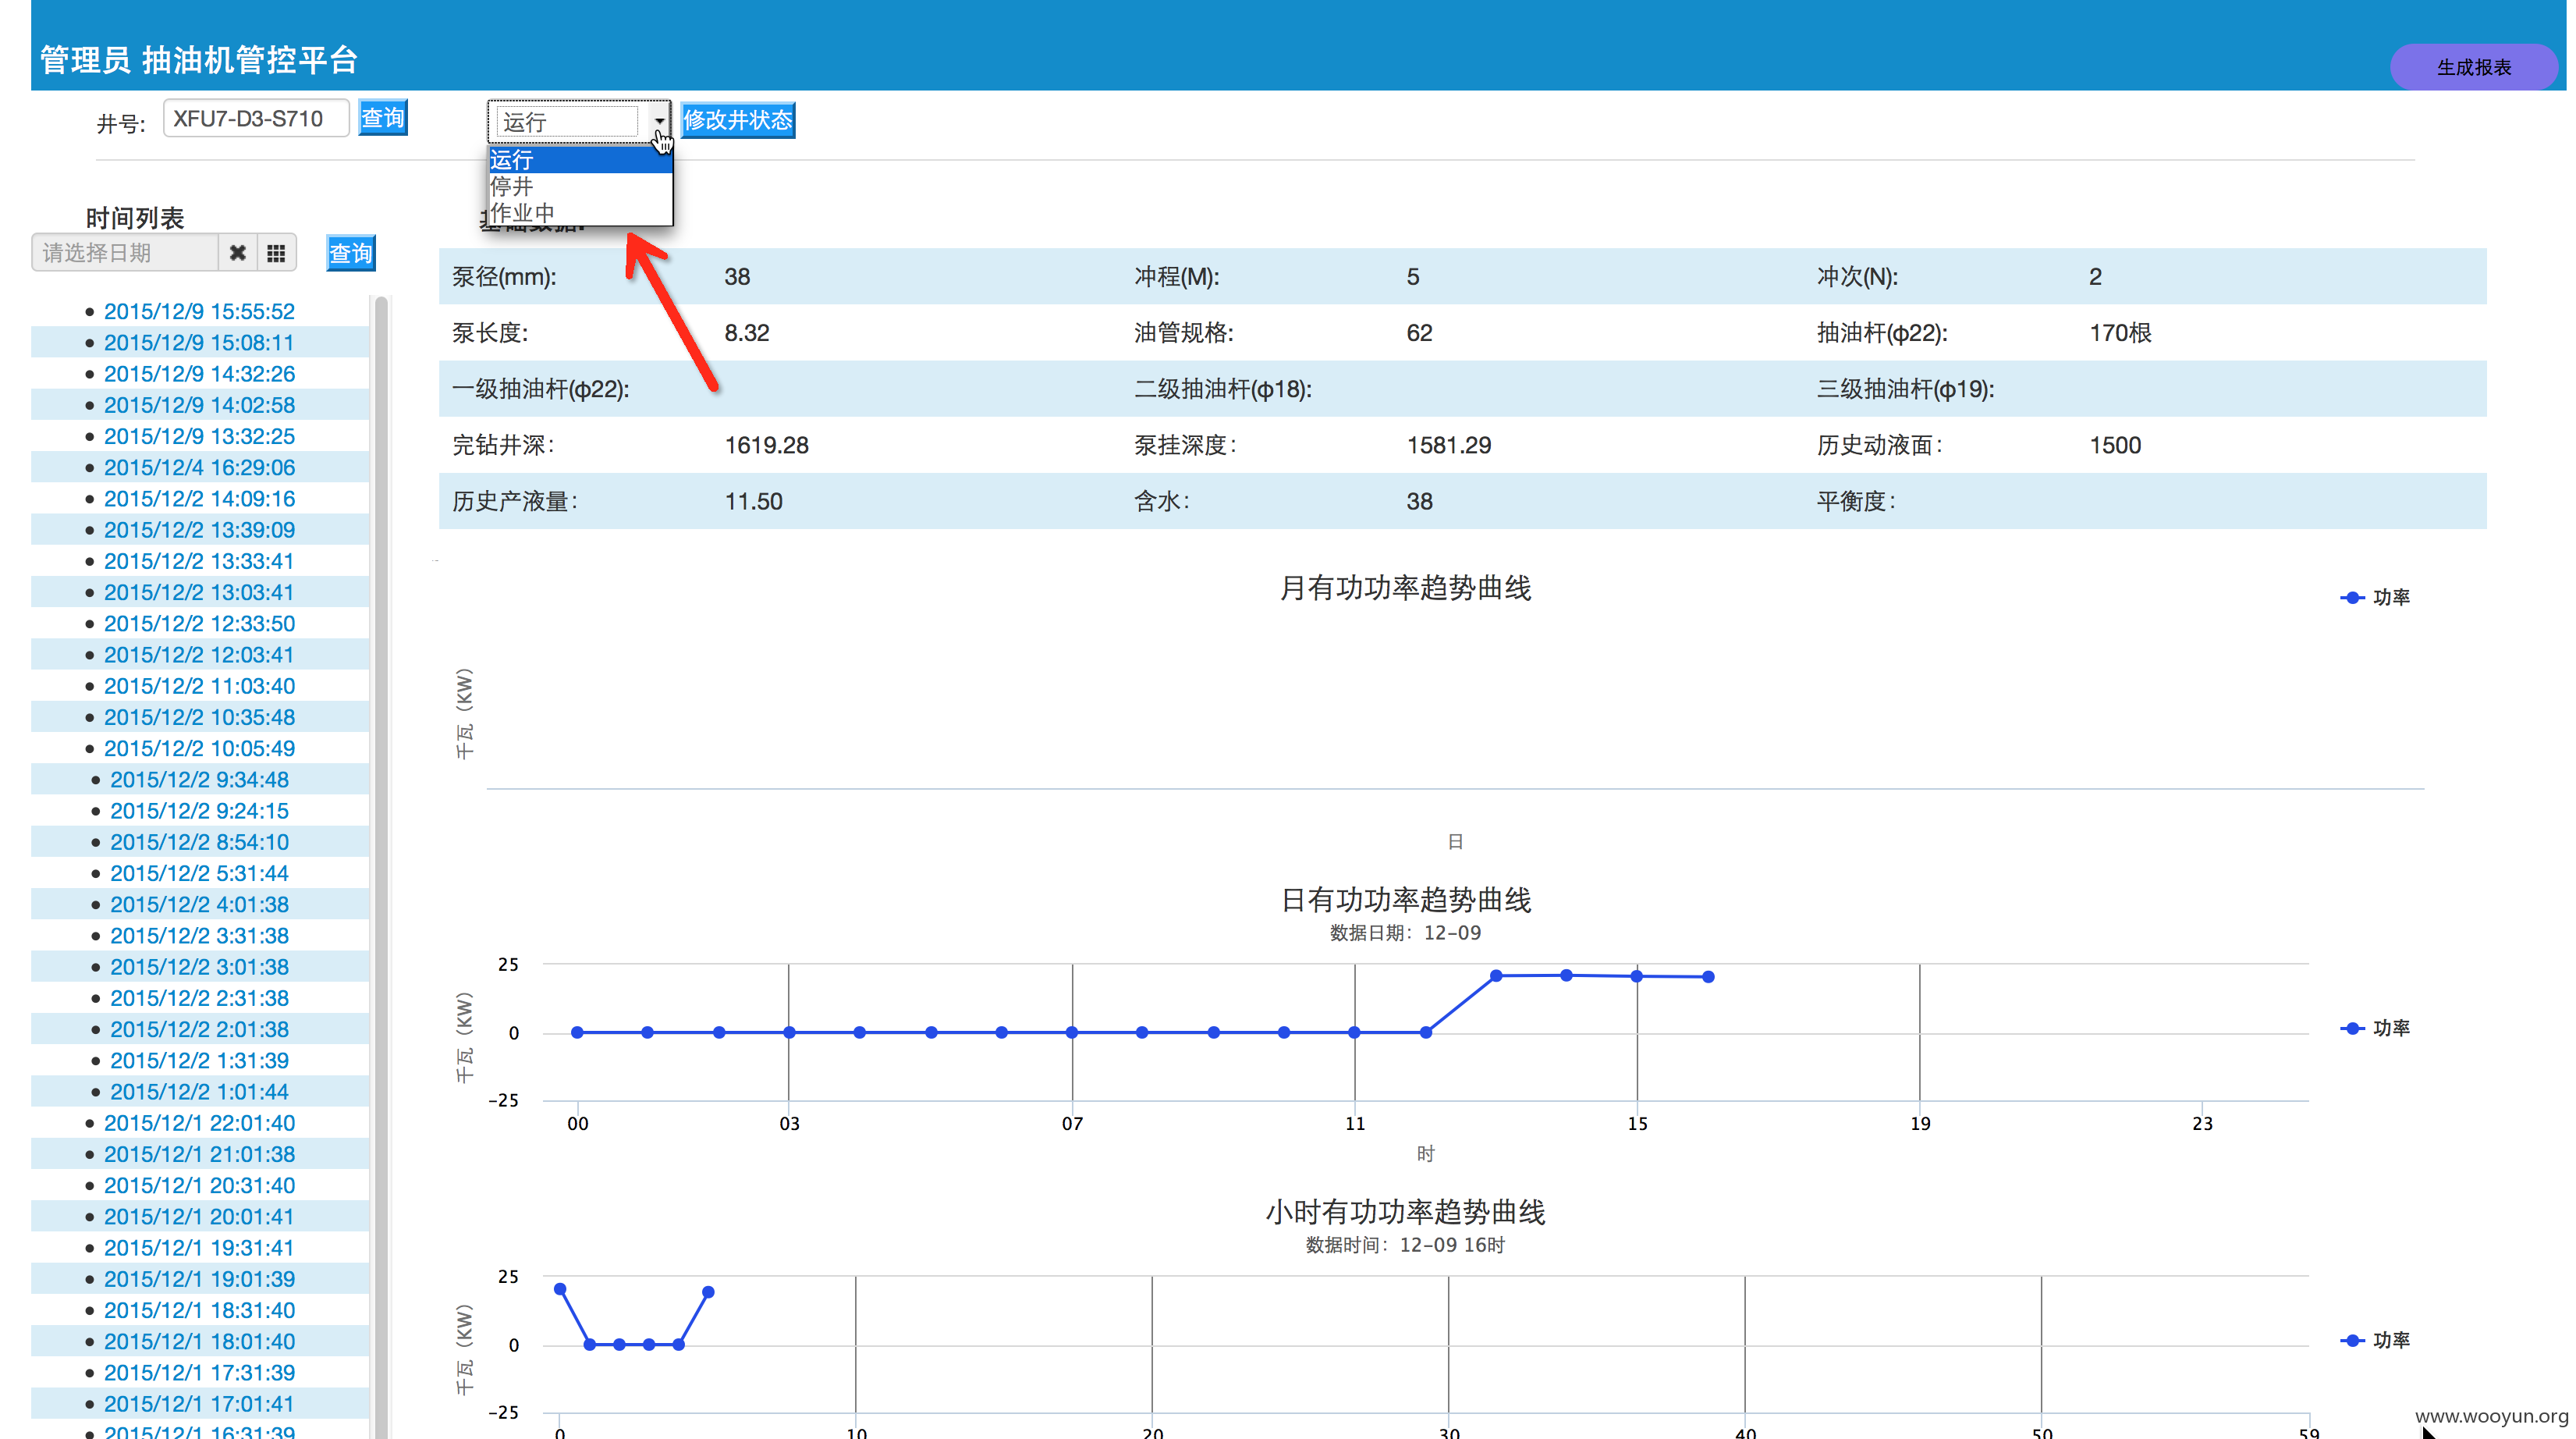 管理员 抽油机管控平台
生成报表
井号: XFU7-D3-S710 查询 运行 修改井状态
运行
停井
作业中
时间列表
请选择日期 查询
基础数据:
2015/12/9 15:55:52
2015/12/9 15:08:11
2015/12/9 14:32:26
2015/12/9 14:02:58
2015/12/9 13:32:25
2015/12/4 16:29:06
2015/12/2 14:09:16
2015/12/2 13:39:09
2015/12/2 13:33:41
2015/12/2 13:03:41
2015/12/2 12:33:50
2015/12/2 12:03:41
2015/12/2 11:03:40
2015/12/2 10:35:48
2015/12/2 10:05:49
2015/12/2 9:34:48
2015/12/2 9:24:15
2015/12/2 8:54:10
2015/12/2 5:31:44
2015/12/2 4:01:38
2015/12/2 3:31:38
2015/12/2 3:01:38
2015/12/2 2:31:38
2015/12/2 2:01:38
2015/12/2 1:31:39
2015/12/2 1:01:44
2015/12/1 22:01:40
2015/12/1 21:01:38
2015/12/1 20:31:40
2015/12/1 20:01:41
2015/12/1 19:31:41
2015/12/1 19:01:39
2015/12/1 18:31:40
2015/12/1 18:01:40
2015/12/1 17:31:39
2015/12/1 17:01:41
2015/12/1 16:31:39
泵径(mm): 38 冲程(M): 5 冲次(N): 2
泵长度: 8.32 油管规格: 62 抽油杆(φ22): 170根
一级抽油杆(φ22): 二级抽油杆(φ18): 三级抽油杆(φ19):
完钻井深: 1619.28 泵挂深度: 1581.29 历史动液面: 1500
历史产液量: 11.50 含水: 38 平衡度:
月有功功率趋势曲线
功率
千瓦（KW）
日
日有功功率趋势曲线
数据日期: 12-09
25
0
-25
千瓦（KW）
功率
00 03 07 11 15 19 23
时
小时有功功率趋势曲线
数据时间: 12-09 16时
25
0
-25
千瓦（KW）
功率
0 10 20 30 40 50 59
www.wooyun.org